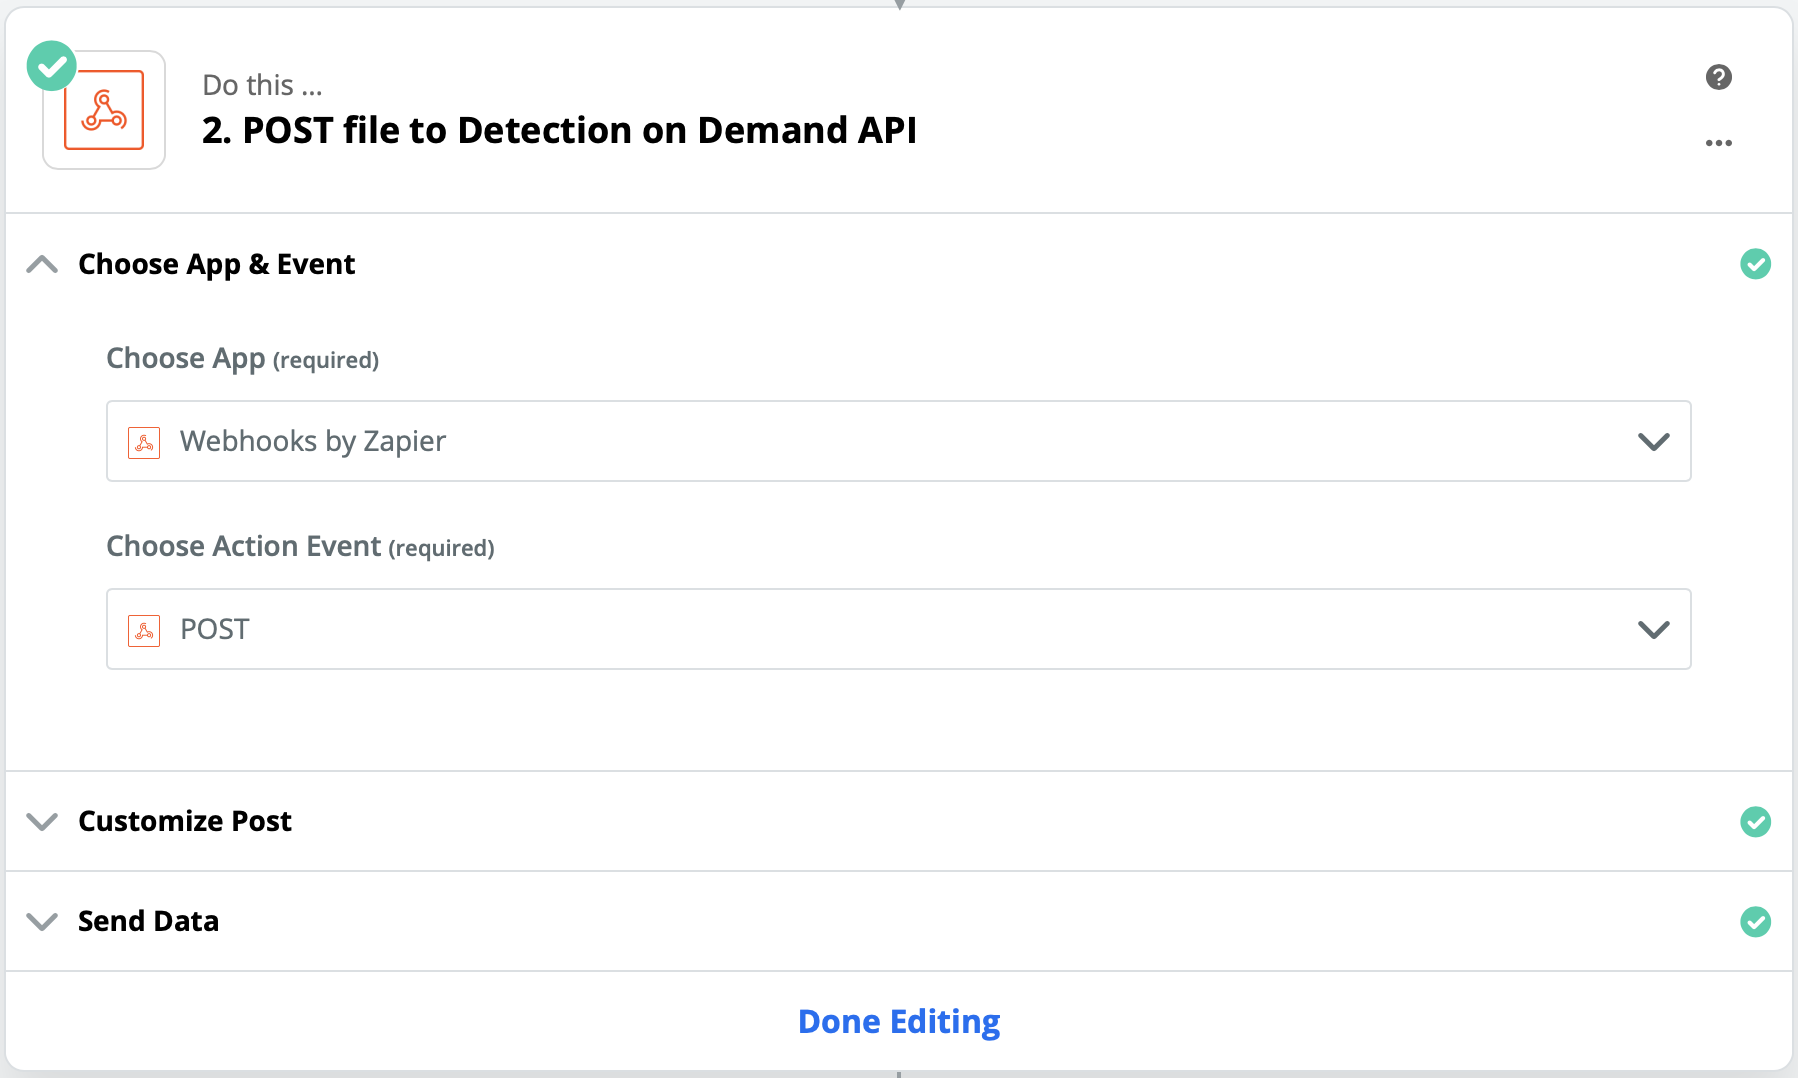 Do this ...
2. POST file to Detection on Demand API
Choose App & Event
Choose App (required)
Webhooks by Zapier
Choose Action Event (required)
POST
Customize Post
Send Data
Done Editing